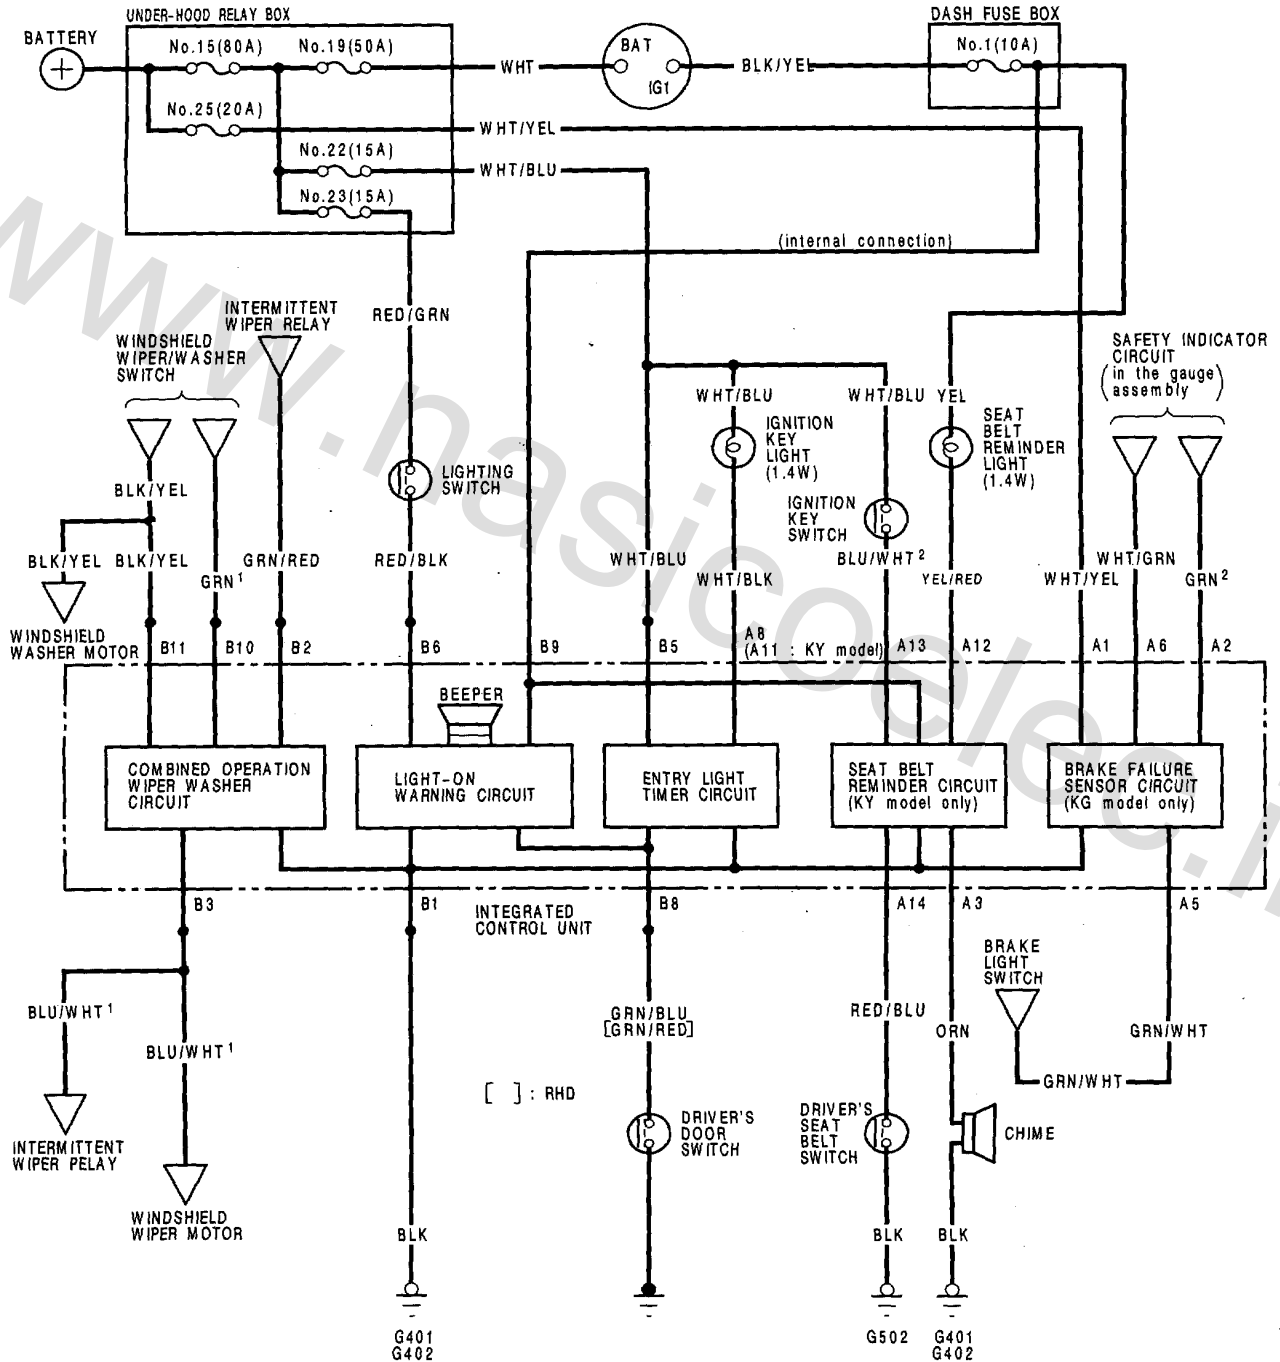 UNDER-HOOD RELAY BOX
DASH FUSE BOX
BATTERY
No.15(80A)
No.19(50A)
BAT
No.1(10A)
WHT
BLK/YEL
IG1
No.25(20A)
WHT/YEL
No.22(15A)
WHT/BLU
No.23(15A)
(internal connection)
INTERMITTENT
WIPER RELAY
RED/GRN
WINDSHIELD
WIPER/WASHER
SWITCH
SAFETY INDICATOR
CIRCUIT
(in the gauge)
assembly
WHT/BLU
WHT/BLU
YEL
IGNITION
KEY
LIGHT
(1.4W)
SEAT
BELT
REMINDER
LIGHT
(1.4W)
LIGHTING
SWITCH
BLK/YEL
IGNITION
KEY
SWITCH
BLK/YEL
BLK/YEL
GRN1
GRN/RED
RED/BLK
WHT/BLU
WHT/BLK
BLU/WHT2
YEL/RED
WHT/YEL
WHT/GRN
GRN2
WINDSHIELD
WASHER MOTOR
B11
B10
B2
B6
B9
B5
A8
(A11 : KY model)
A13
A12
A1
A6
A2
BEEPER
COMBINED OPERATION
WIPER WASHER
CIRCUIT
LIGHT-ON
WARNING CIRCUIT
ENTRY LIGHT
TIMER CIRCUIT
SEAT BELT
REMINDER CIRCUIT
(KY model only)
BRAKE FAILURE
SENSOR CIRCUIT
(KG model only)
B3
B1
INTEGRATED
CONTROL UNIT
B8
A14
A3
A5
BRAKE
LIGHT
SWITCH
BLU/WHT1
BLU/WHT1
GRN/BLU
[GRN/RED]
RED/BLU
ORN
GRN/WHT
GRN/WHT
[ ] : RHD
INTERMITTENT
WIPER PELAY
DRIVER'S
DOOR
SWITCH
DRIVER'S
SEAT
BELT
SWITCH
CHIME
WINDSHIELD
WIPER MOTOR
BLK
BLK
BLK
G401
G402
G502
G401
G402
www.nasicoelec.i